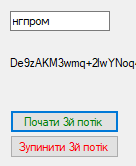 нгпром
De9zAKM3wmq+2lwYNoq
Почати 3й потік
Зупинити 3й потік